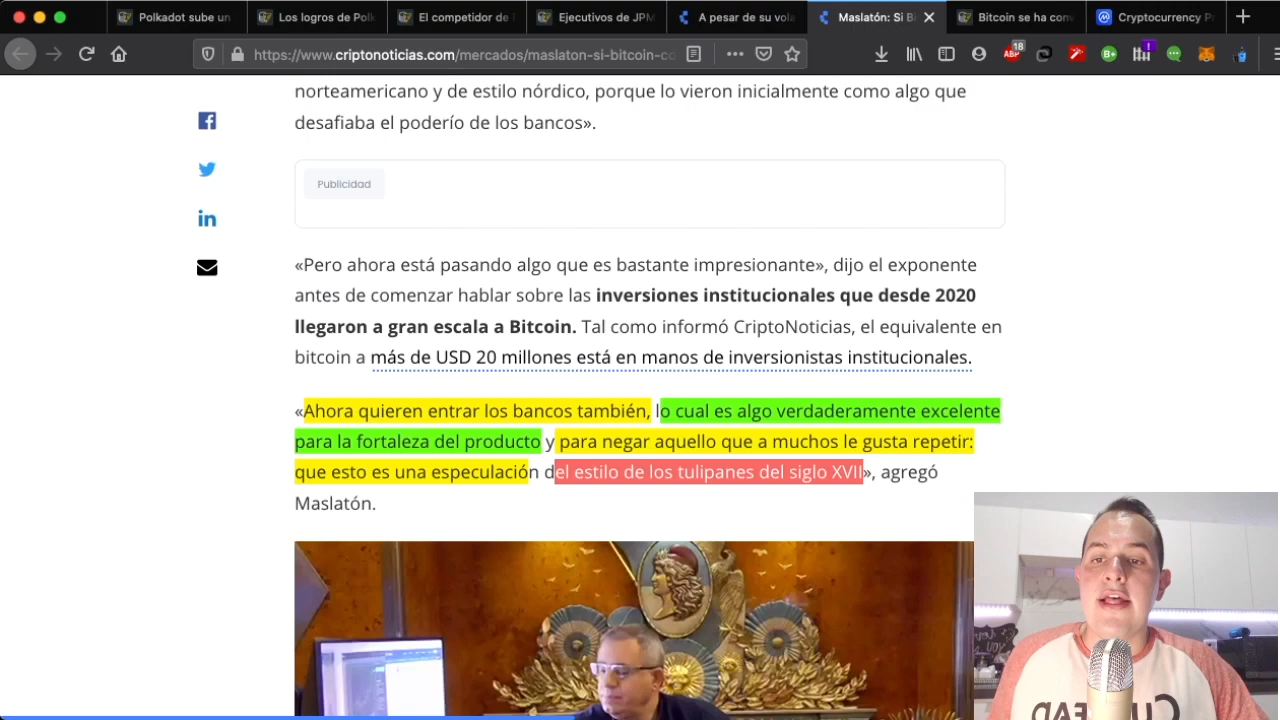 Polkadot sube un
Los logros de Polk
El competidor de
Ejecutivos de JPM
A pesar de su vola
Maslatón: Si Bi
Bitcoin se ha conv
Cryptocurrency Pr
https://www.criptonoticias.com/mercados/maslaton-si-bitcoin-co
ABP
18
norteamericano y de estilo nórdico, porque lo vieron inicialmente como algo que
desafiaba el poderío de los bancos».
Publicidad
«Pero ahora está pasando algo que es bastante impresionante», dijo el exponente
antes de comenzar hablar sobre las inversiones institucionales que desde 2020
llegaron a gran escala a Bitcoin. Tal como informó CriptoNoticias, el equivalente en
bitcoin a más de USD 20 millones está en manos de inversionistas institucionales.
«Ahora quieren entrar los bancos también, lo cual es algo verdaderamente excelente
para la fortaleza del producto y para negar aquello que a muchos le gusta repetir:
que esto es una especulación del estilo de los tulipanes del siglo XVII», agregó
Maslatón.